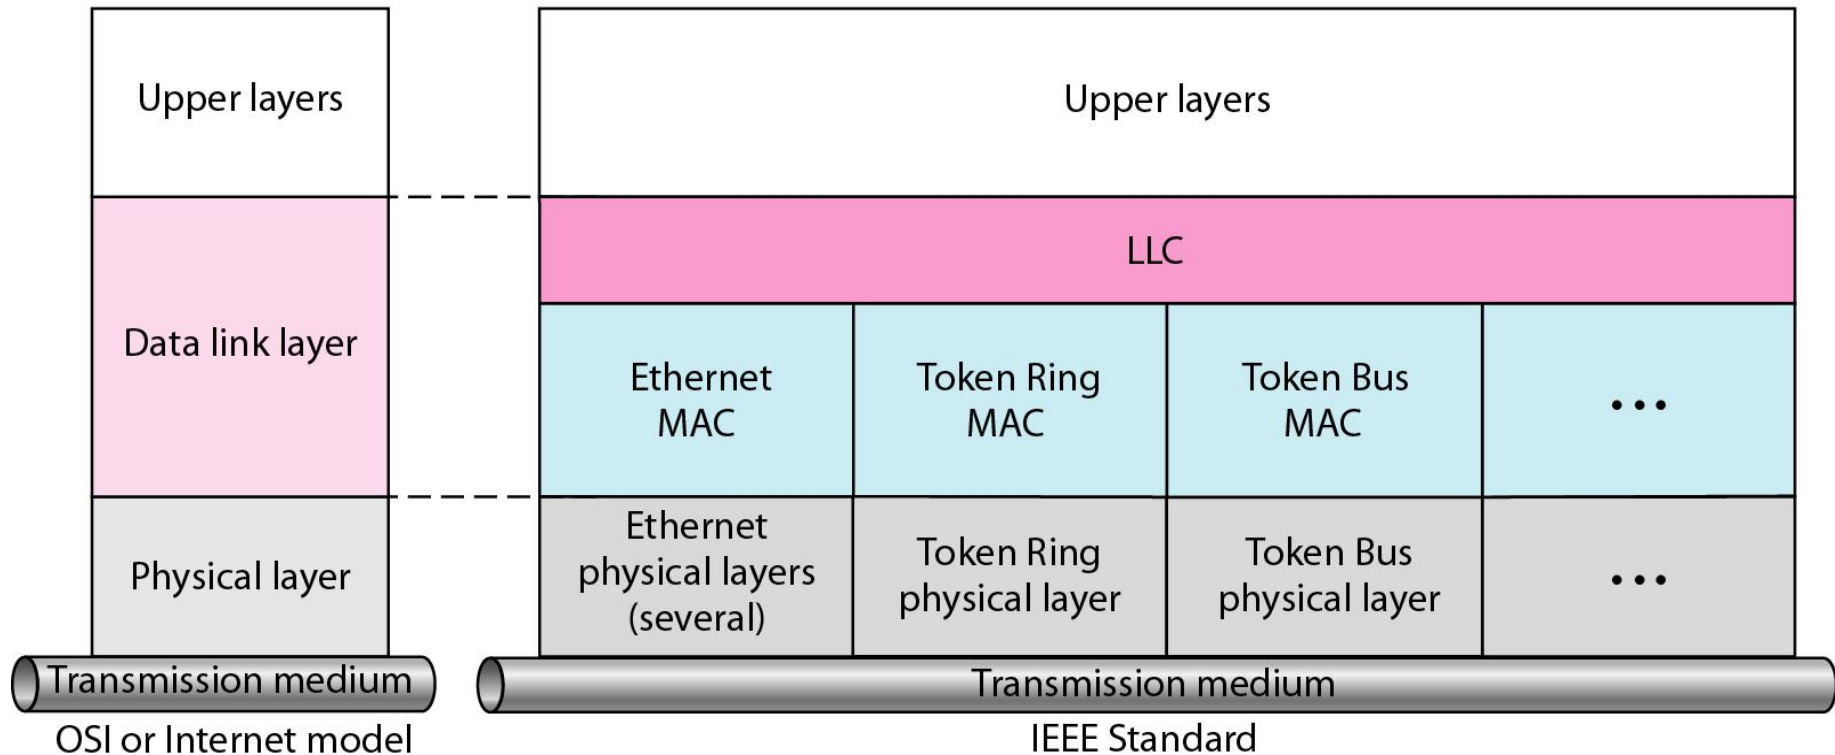 Upper layers
Data link layer
Physical layer
Transmission medium
OSI or Internet model
Upper layers
LLC
Ethernet
MAC
Token Ring
MAC
Token Bus
MAC
...
Ethernet
physical layers
(several)
Token Ring
physical layer
Token Bus
physical layer
...
Transmission medium
IEEE Standard